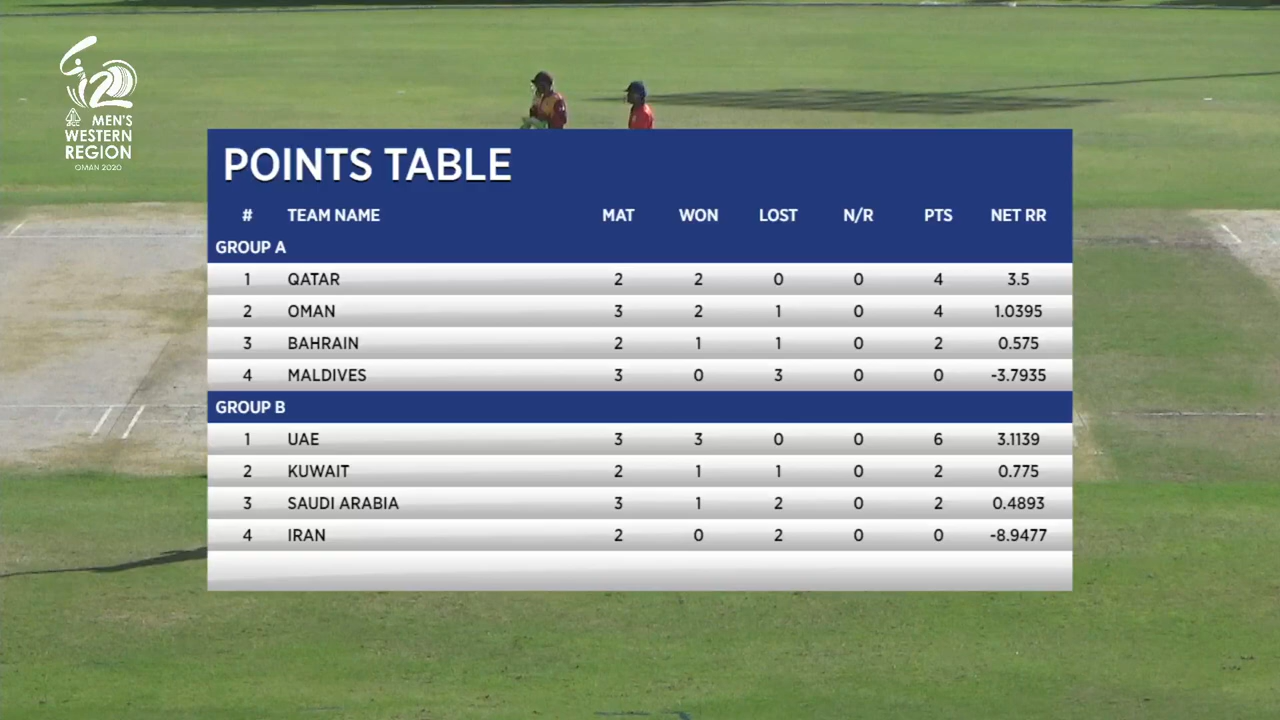 20
ACC MEN'S
WESTERN
REGION
OMAN 2020
POINTS TABLE
# TEAM NAME MAT WON LOST N/R PTS NET RR
GROUP A
1 QATAR 2 2 0 0 4 3.5
2 OMAN 3 2 1 0 4 1.0395
3 BAHRAIN 2 1 1 0 2 0.575
4 MALDIVES 3 0 3 0 0 -3.7935
GROUP B
1 UAE 3 3 0 0 6 3.1139
2 KUWAIT 2 1 1 0 2 0.775
3 SAUDI ARABIA 3 1 2 0 2 0.4893
4 IRAN 2 0 2 0 0 -8.9477